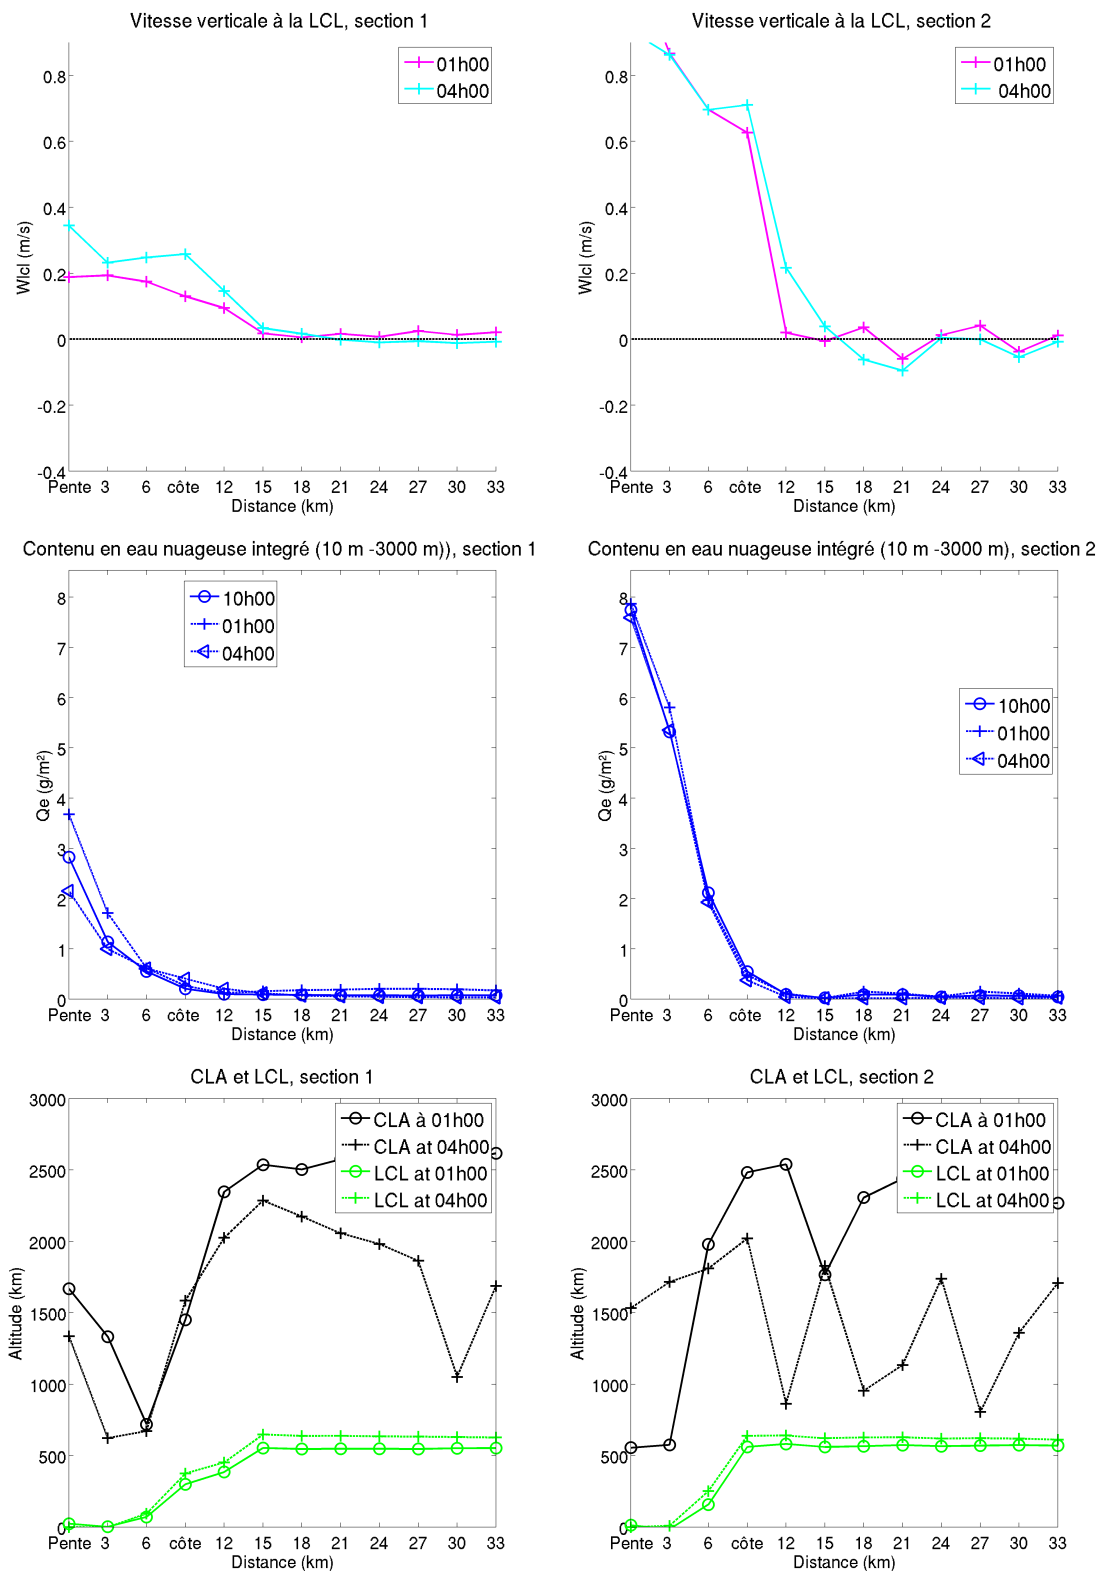 Vitesse verticale à la LCL, section 1
0.8
0.6
0.4
0.2
0
-0.2
-0.4
Wlcl (m/s)
01h00
04h00
Pente 3 6 côte 12 15 18 21 24 27 30 33
Distance (km)
Vitesse verticale à la LCL, section 2
0.8
0.6
0.4
0.2
0
-0.2
-0.4
Wlcl (m/s)
01h00
04h00
Pente 3 6 côte 12 15 18 21 24 27 30 33
Distance (km)
Contenu en eau nuageuse integré (10 m -3000 m)), section 1
8
7
6
5
4
3
2
1
0
Qe (g/m²)
10h00
01h00
04h00
Pente 3 6 côte 12 15 18 21 24 27 30 33
Distance (km)
Contenu en eau nuageuse intégré (10 m -3000 m), section 2
8
7
6
5
4
3
2
1
0
Qe (g/m²)
10h00
01h00
04h00
Pente 3 6 côte 12 15 18 21 24 27 30 33
Distance (km)
CLA et LCL, section 1
3000
2500
2000
1500
1000
500
0
Altitude (km)
CLA à 01h00
CLA at 04h00
LCL at 01h00
LCL at 04h00
Pente 3 6 côte 12 15 18 21 24 27 30 33
Distance (km)
CLA et LCL, section 2
3000
2500
2000
1500
1000
500
0
Altitude (km)
CLA à 01h00
CLA at 04h00
LCL at 01h00
LCL at 04h00
Pente 3 6 côte 12 15 18 21 24 27 30 33
Distance (km)